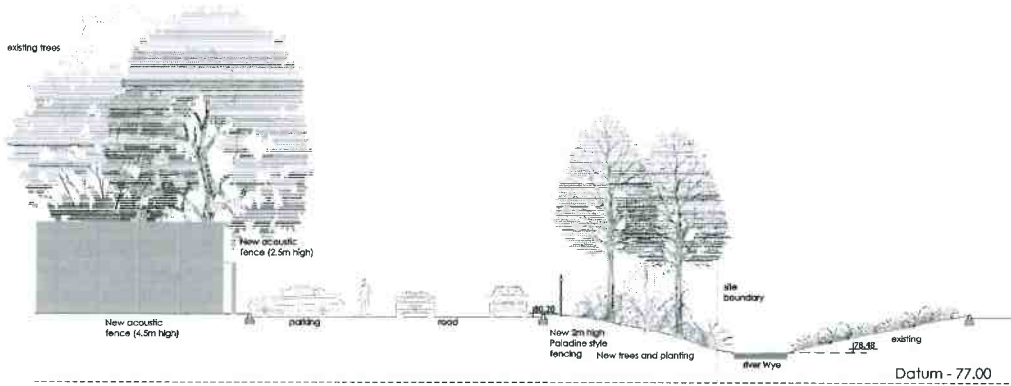 existing trees
New acoustic
fence (2.5m high)
New acoustic
fence (4.5m high)
parking
road
80.20
New 2m high
Paladine style
fencing
New trees and planting
site
boundary
river Wye
78.48
existing
Datum - 77.00